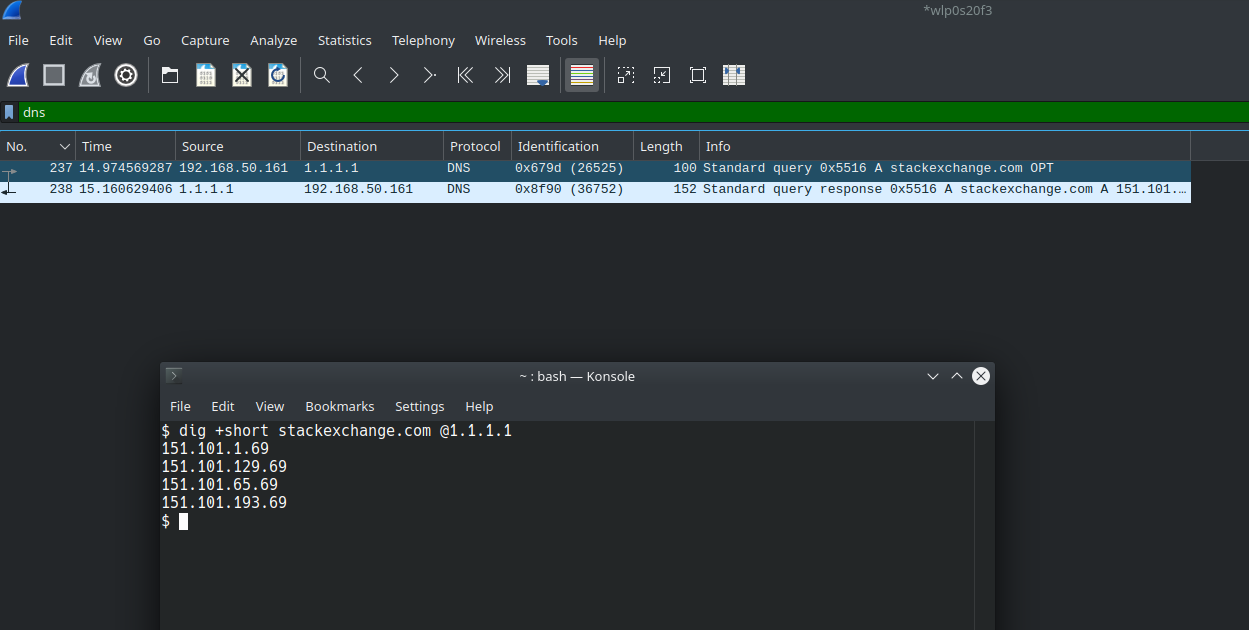 *wlp0s20f3
File Edit View Go Capture Analyze Statistics Telephony Wireless Tools Help
dns
No. Time Source Destination Protocol Identification Length Info
237 14.974569287 192.168.50.161 1.1.1.1 DNS 0x679d (26525) 100 Standard query 0x5516 A stackexchange.com OPT
238 15.160629406 1.1.1.1 192.168.50.161 DNS 0x8f90 (36752) 152 Standard query response 0x5516 A stackexchange.com A 151.101.…
~ : bash — Konsole
File Edit View Bookmarks Settings Help
$ dig +short stackexchange.com @1.1.1.1
151.101.1.69
151.101.129.69
151.101.65.69
151.101.193.69
$